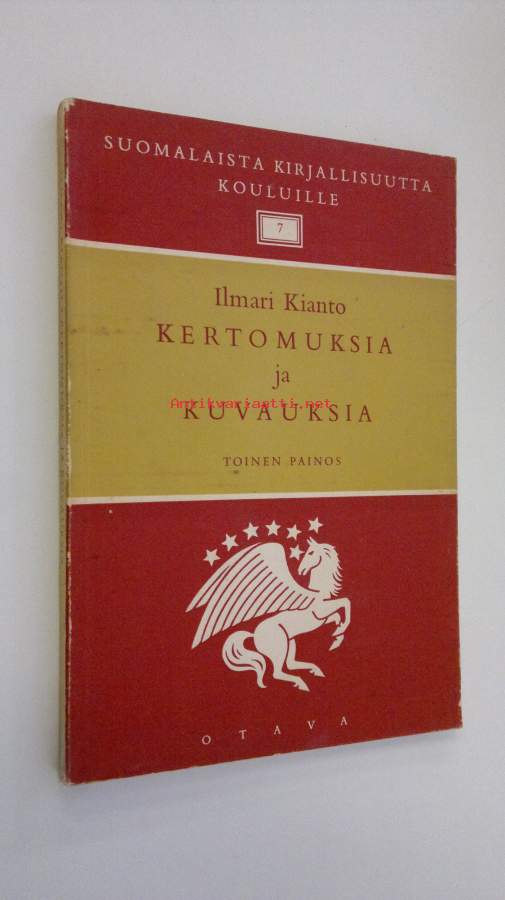 SUOMALAISTA KIRJALLISUUTTA
KOULUILLE
7
Ilmari Kianto
KERTOMUKSIA
ja
Antikvariaatti.net
KUVAUKSIA
TOINEN PAINOS
OTAVA